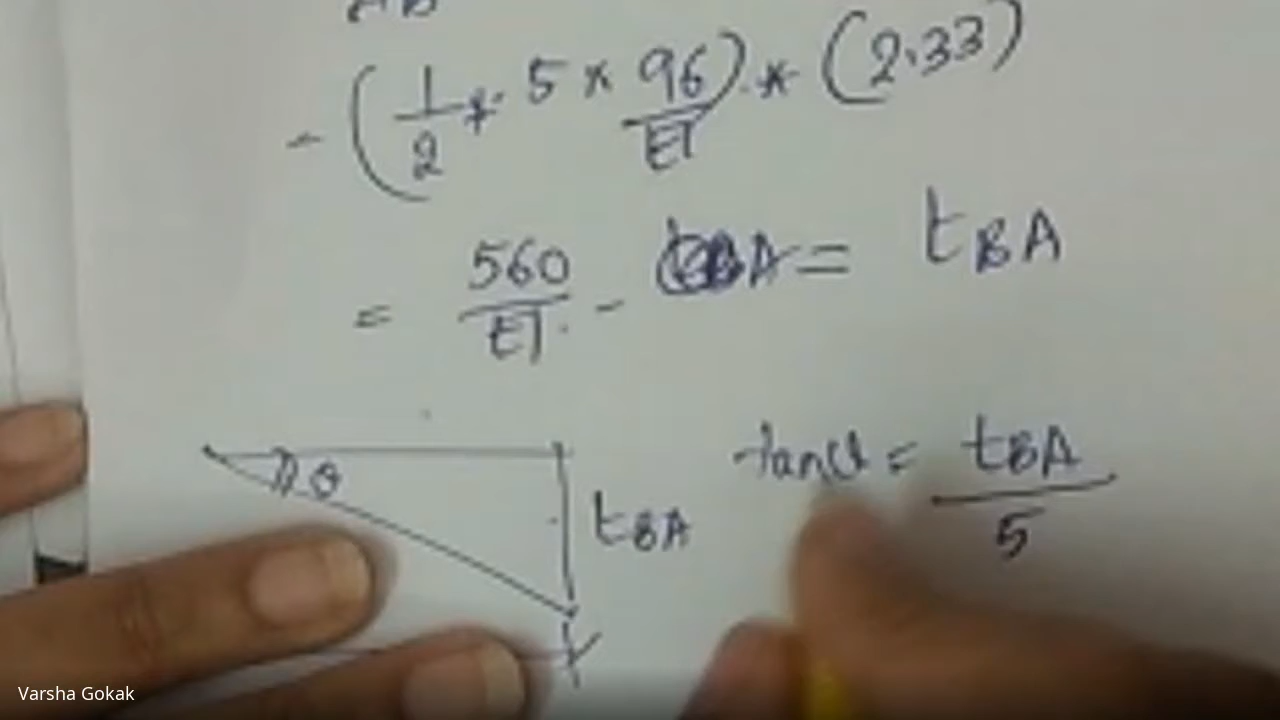 - (1/2 * 5 * 96/EI) * (2.33)
= 560/EI - = tBA
θ
tBA
tanθ = tBA/5
Varsha Gokak